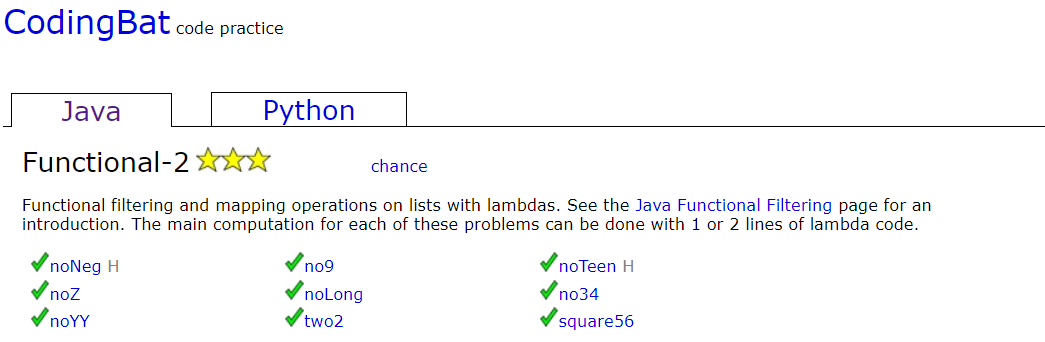 CodingBat code practice
Java
Python
Functional-2
chance
Functional filtering and mapping operations on lists with lambdas. See the Java Functional Filtering page for an
introduction. The main computation for each of these problems can be done with 1 or 2 lines of lambda code.
noNeg H
no9
noTeen H
noZ
noLong
no34
noYY
two2
square56